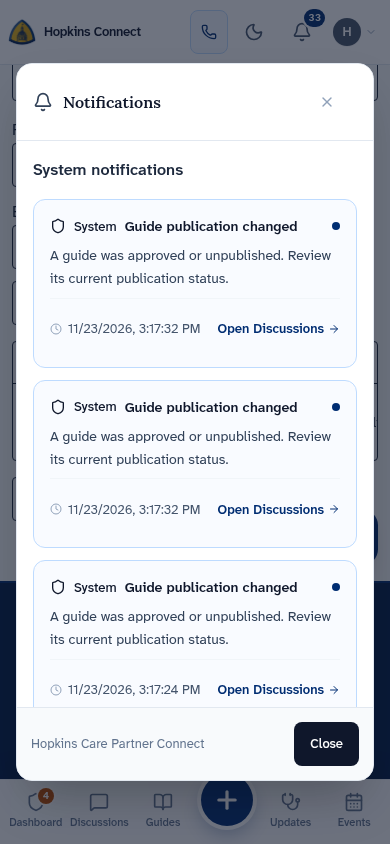 Hopkins Connect
33
H
Notifications
System notifications
System Guide publication changed
A guide was approved or unpublished. Review
its current publication status.
11/23/2026, 3:17:32 PM Open Discussions →
System Guide publication changed
A guide was approved or unpublished. Review
its current publication status.
11/23/2026, 3:17:32 PM Open Discussions →
System Guide publication changed
A guide was approved or unpublished. Review
its current publication status.
11/23/2026, 3:17:24 PM Open Discussions →
Hopkins Care Partner Connect
Close
4
Dashboard Discussions Guides Updates Events